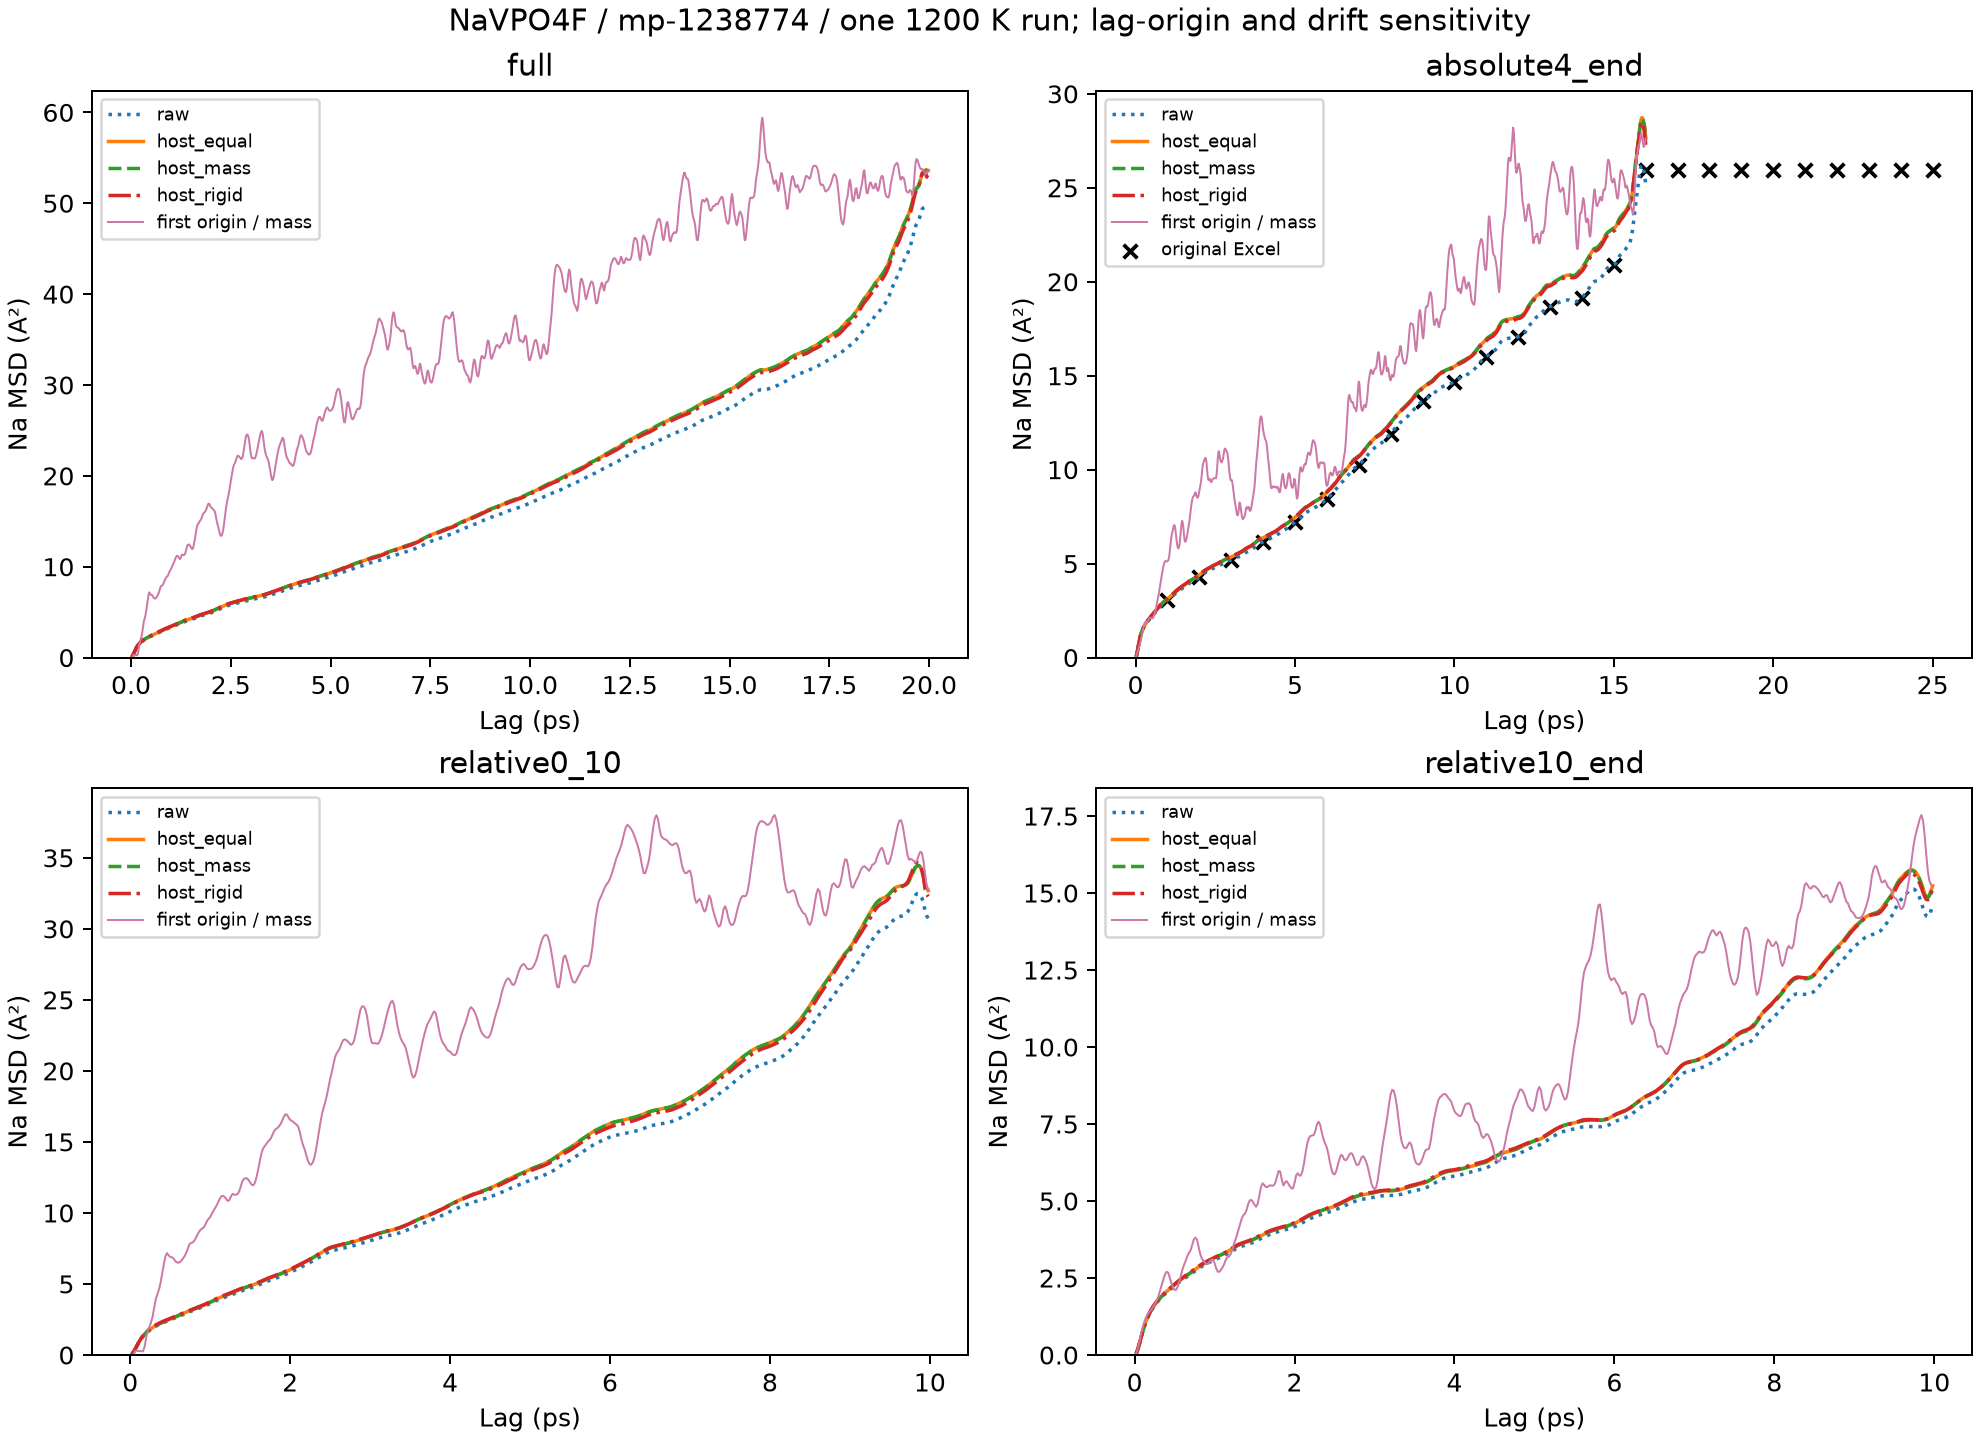 NaVPO4F / mp-1238774 / one 1200 K run; lag-origin and drift sensitivity
full
60
50
40
30
20
10
0
Na MSD (A²)
raw
host_equal
host_mass
host_rigid
first origin / mass
0.0 2.5 5.0 7.5 10.0 12.5 15.0 17.5 20.0
Lag (ps)
absolute4_end
30
25
20
15
10
5
0
Na MSD (A²)
raw
host_equal
host_mass
host_rigid
first origin / mass
original Excel
0 5 10 15 20 25
Lag (ps)
relative0_10
35
30
25
20
15
10
5
0
Na MSD (A²)
raw
host_equal
host_mass
host_rigid
first origin / mass
0 2 4 6 8 10
Lag (ps)
relative10_end
17.5
15.0
12.5
10.0
7.5
5.0
2.5
0.0
Na MSD (A²)
raw
host_equal
host_mass
host_rigid
first origin / mass
0 2 4 6 8 10
Lag (ps)